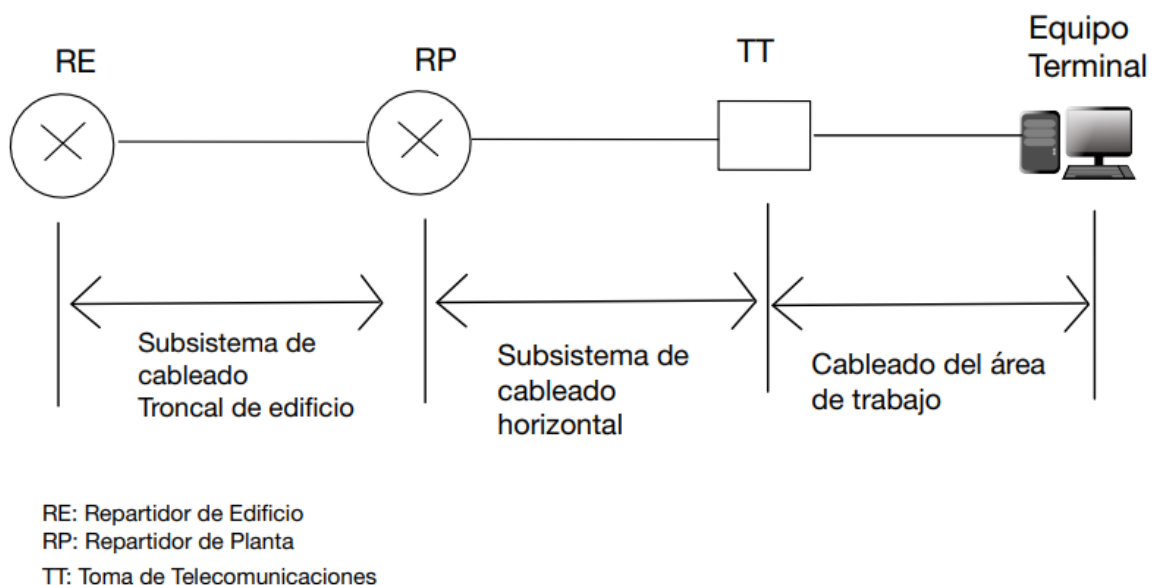 RE
RP
TT
Equipo
Terminal
Subsistema de
cableado
Troncal de edificio
Subsistema de
cableado
horizontal
Cableado del área
de trabajo
RE: Repartidor de Edificio
RP: Repartidor de Planta
TT: Toma de Telecomunicaciones